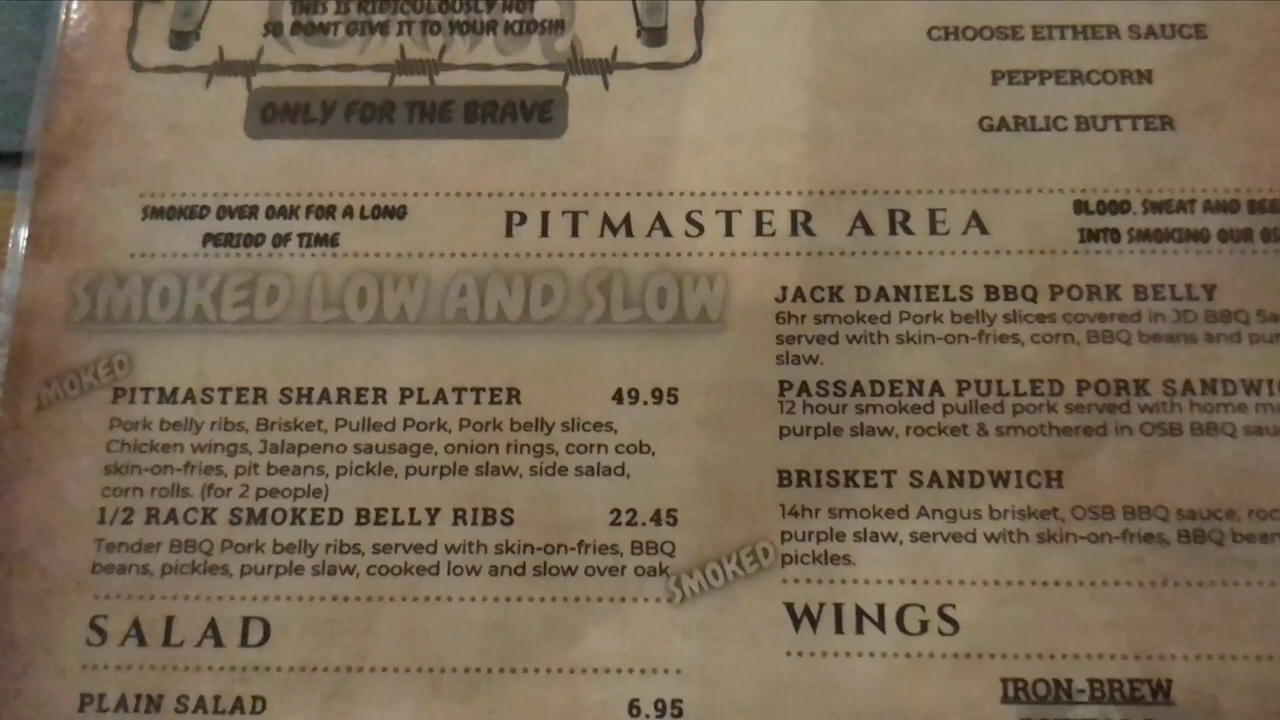 THIS IS RIDICULOUSLY HOT
SO DONT GIVE IT TO YOUR KIDS!!!
ONLY FOR THE BRAVE
CHOOSE EITHER SAUCE
PEPPERCORN
GARLIC BUTTER
SMOKED OVER OAK FOR A LONG
PERIOD OF TIME
PITMASTER AREA
BLOOD, SWEAT AND
INTO SMOKING OUR
SMOKED LOW AND SLOW
SMOKED
PITMASTER SHARER PLATTER 49.95
Pork belly ribs, Brisket, Pulled Pork, Pork belly slices,
Chicken wings, Jalapeno sausage, onion rings, corn cob,
skin-on-fries, pit beans, pickle, purple slaw, side salad,
corn rolls. (for 2 people)
1/2 RACK SMOKED BELLY RIBS 22.45
Tender BBQ Pork belly ribs, served with skin-on-fries, BBQ
beans, pickles, purple slaw, cooked low and slow over oak
SMOKED
SALAD
PLAIN SALAD 6.95
JACK DANIELS BBQ PORK BELLY
6hr smoked Pork belly slices covered in JD BBQ
served with skin-on-fries, corn, BBQ beans and
slaw.
PASSADENA PULLED PORK
12 hour smoked pulled pork served with home
purple slaw, rocket & smothered in OSB BBQ
BRISKET SANDWICH
14hr smoked Angus brisket, OSB BBQ sauce,
purple slaw, served with skin-on-fries, BBQ
pickles.
WINGS
IRON-BREW